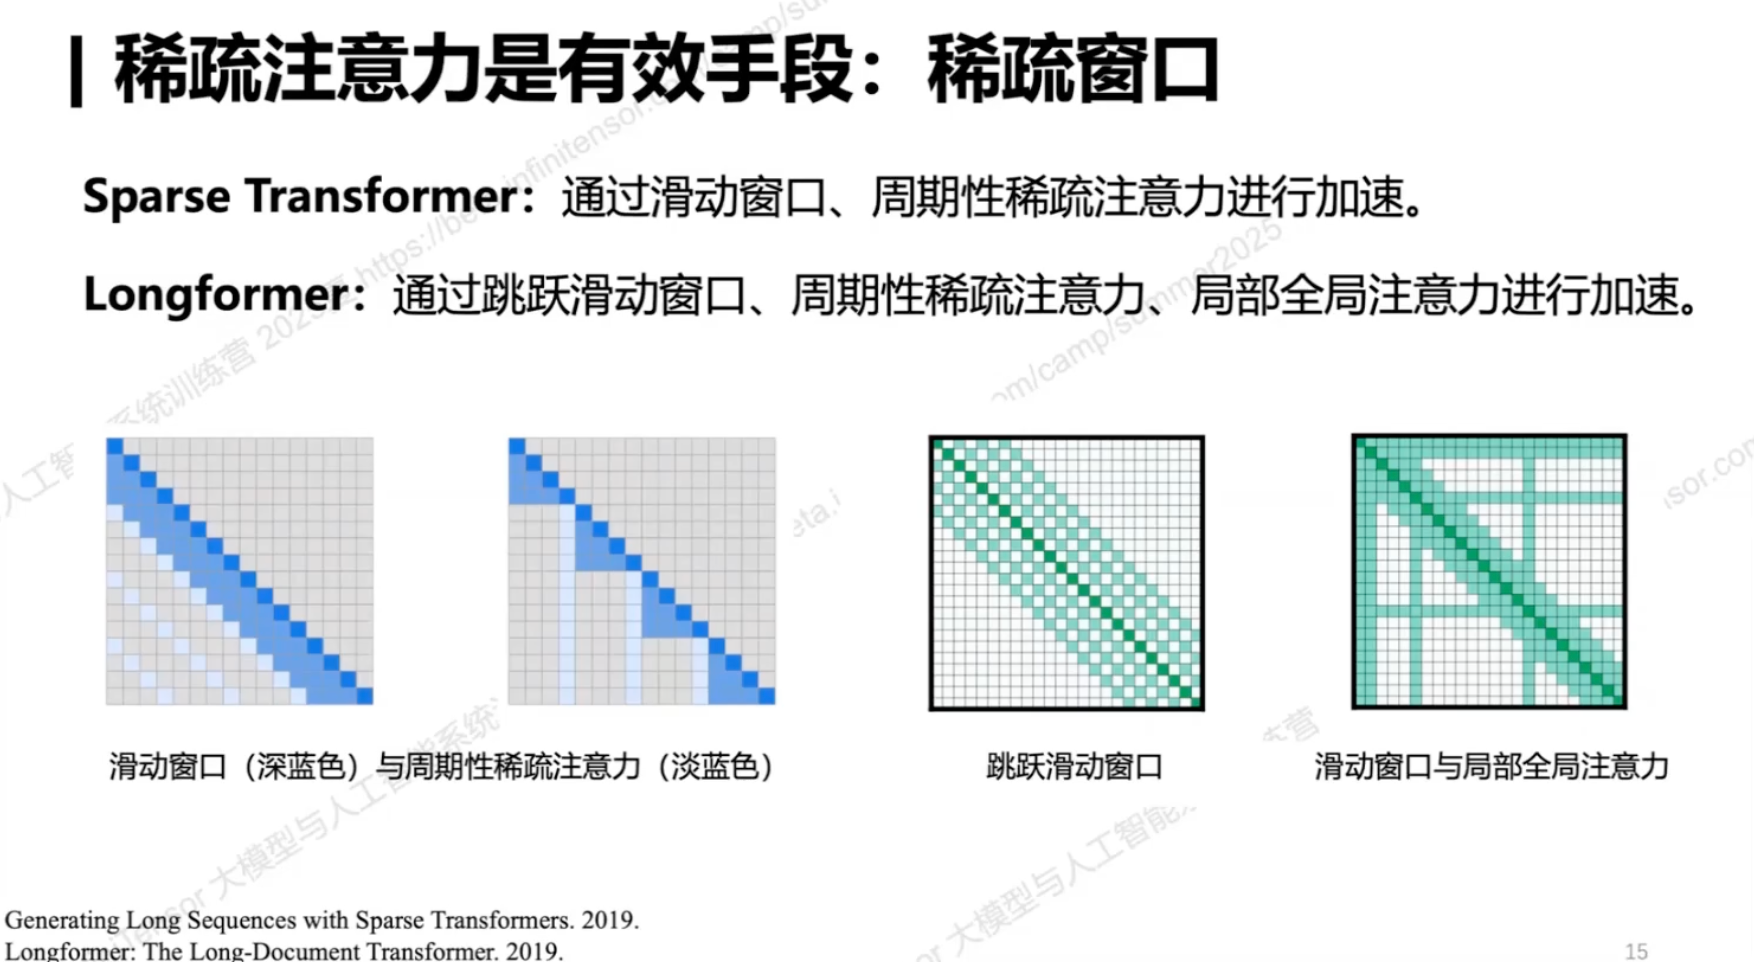 稀疏注意力是有效手段：稀疏窗口
Sparse Transformer：通过滑动窗口、周期性稀疏注意力进行加速。
Longformer：通过跳跃滑动窗口、周期性稀疏注意力、局部全局注意力进行加速。
滑动窗口（深蓝色）与周期性稀疏注意力（淡蓝色）
跳跃滑动窗口
滑动窗口与局部全局注意力
Generating Long Sequences with Sparse Transformers. 2019.
Longformer: The Long-Document Transformer. 2019.
15